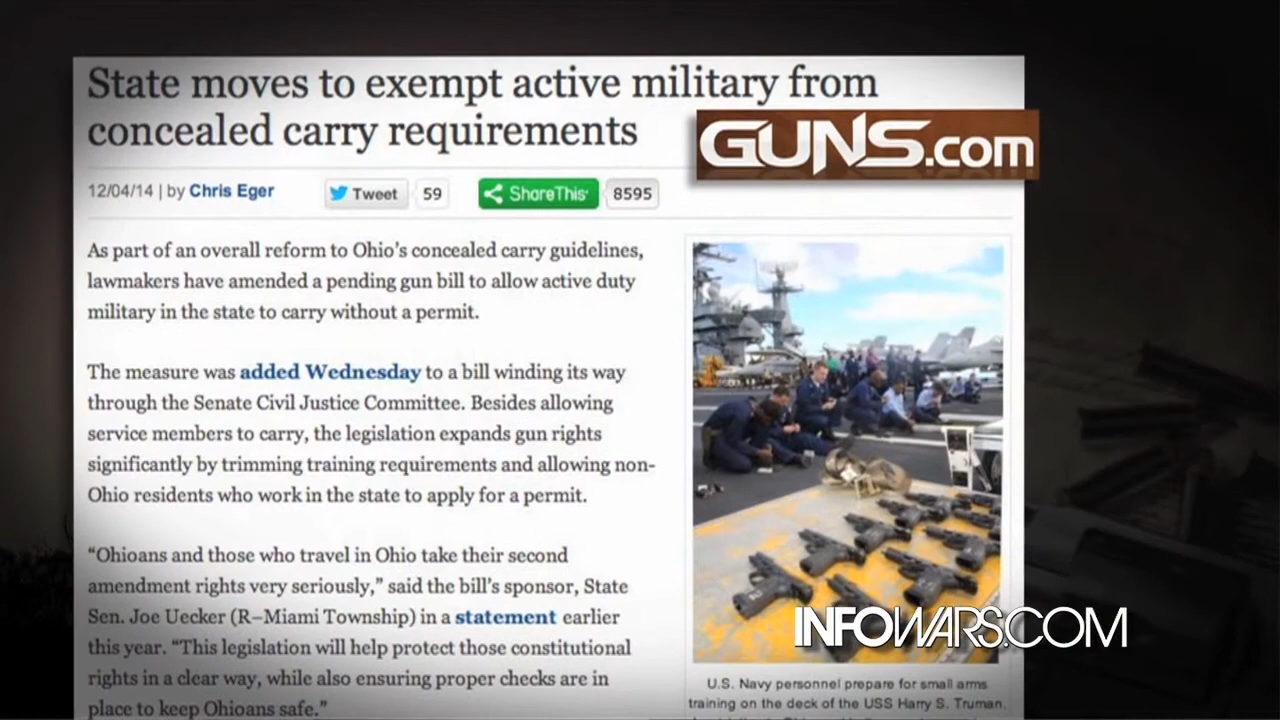 State moves to exempt active military from
concealed carry requirements
GUNS.com
12/04/14 | by Chris Eger
Tweet 59
ShareThis 8595
As part of an overall reform to Ohio's concealed carry guidelines,
lawmakers have amended a pending gun bill to allow active duty
military in the state to carry without a permit.
The measure was added Wednesday to a bill winding its way
through the Senate Civil Justice Committee. Besides allowing
service members to carry, the legislation expands gun rights
significantly by trimming training requirements and allowing non-
Ohio residents who work in the state to apply for a permit.
“Ohioans and those who travel in Ohio take their second
amendment rights very seriously,” said the bill's sponsor, State
Sen. Joe Uecker (R–Miami Township) in a statement earlier
this year. “This legislation will help protect those constitutional
rights in a clear way, while also ensuring proper checks are in
place to keep Ohioans safe.”
INFOWARS.COM
U.S. Navy personnel prepare for small arms
training on the deck of the USS Harry S. Truman.